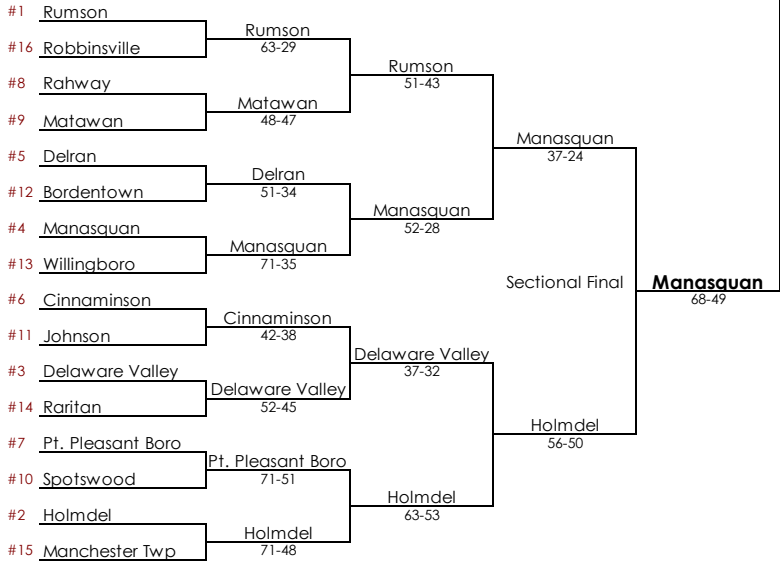 #1 Rumson
#16 Robbinsville
#8 Rahway
#9 Matawan
#5 Delran
#12 Bordentown
#4 Manasquan
#13 Willingboro
#6 Cinnaminson
#11 Johnson
#3 Delaware Valley
#14 Raritan
#7 Pt. Pleasant Boro
#10 Spotswood
#2 Holmdel
#15 Manchester Twp
Rumson
63-29
Matawan
48-47
Delran
51-34
Manasquan
71-35
Cinnaminson
42-38
Delaware Valley
52-45
Pt. Pleasant Boro
71-51
Holmdel
71-48
Rumson
51-43
Manasquan
52-28
Delaware Valley
37-32
Holmdel
63-53
Manasquan
37-24
Holmdel
56-50
Sectional Final
Manasquan
68-49